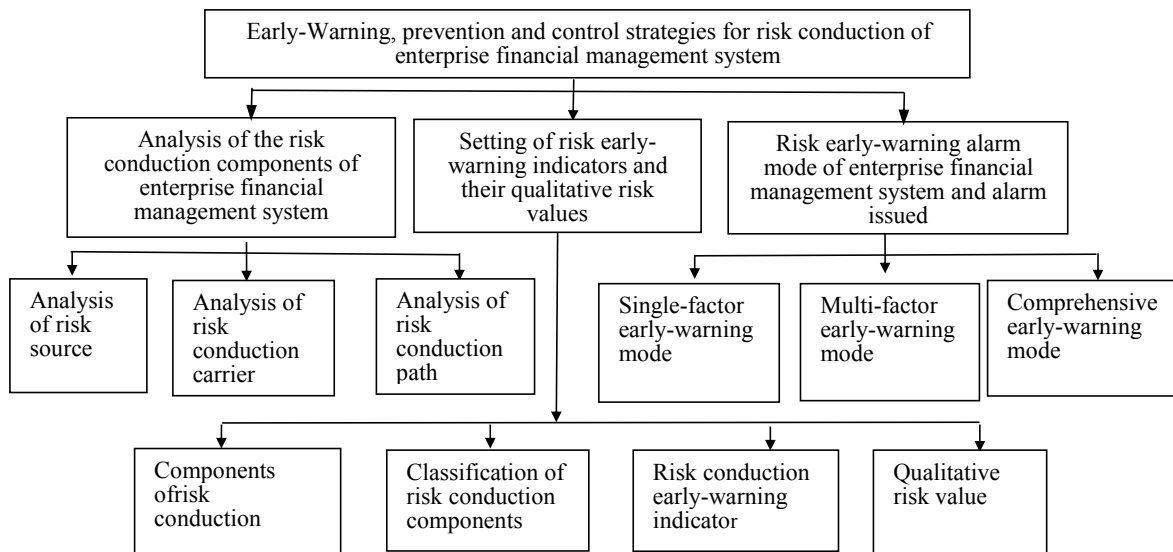 Early-Warning, prevention and control strategies for risk conduction of
enterprise financial management system
Analysis of the risk
conduction components of
enterprise financial
management system
Setting of risk early-
warning indicators and
their qualitative risk
values
Risk early-warning alarm
mode of enterprise financial
management system and alarm
issued
Analysis
of risk
source
Analysis of
risk
conduction
carrier
Analysis of
risk
conduction
path
Single-factor
early-warning
mode
Multi-factor
early-warning
mode
Comprehensive
early-warning
mode
Components
ofrisk
conduction
Classification of
risk conduction
components
Risk conduction
early-warning
indicator
Qualitative
risk value